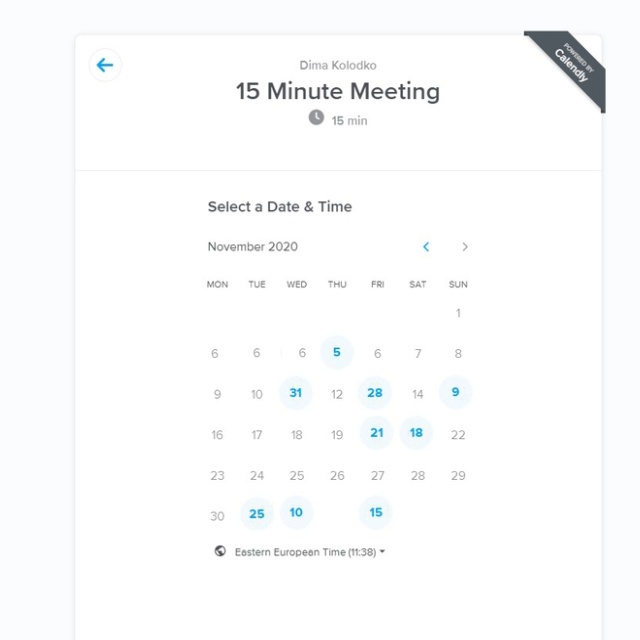 POWERED BY
Calendly
Dima Kolodko
15 Minute Meeting
15 min
Select a Date & Time
November 2020
MON TUE WED THU FRI SAT SUN
1
6 6 6 5 6 7 8
9 10 31 12 28 14 9
16 17 18 19 21 18 22
23 24 25 26 27 28 29
30 25 10 15
Eastern European Time (11:38)